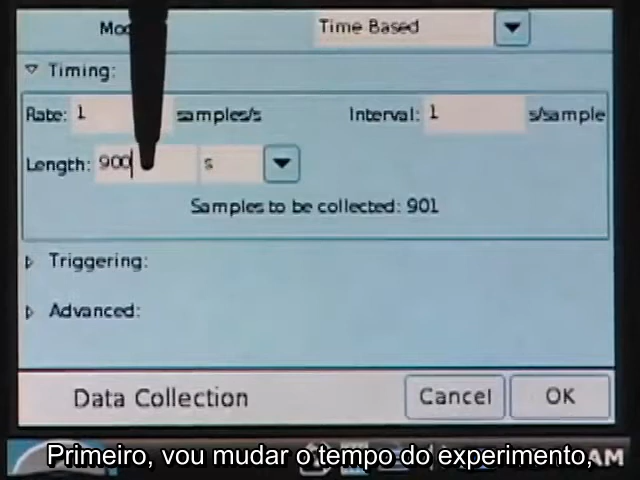 Time Based
Timing:
Rate: 1 samples/s Interval: 1 s/sample
Length: 900 s
Samples to be collected: 901
Triggering:
Advanced:
Data Collection Cancel OK
Primeiro, vou mudar o tempo do experimento,
AM